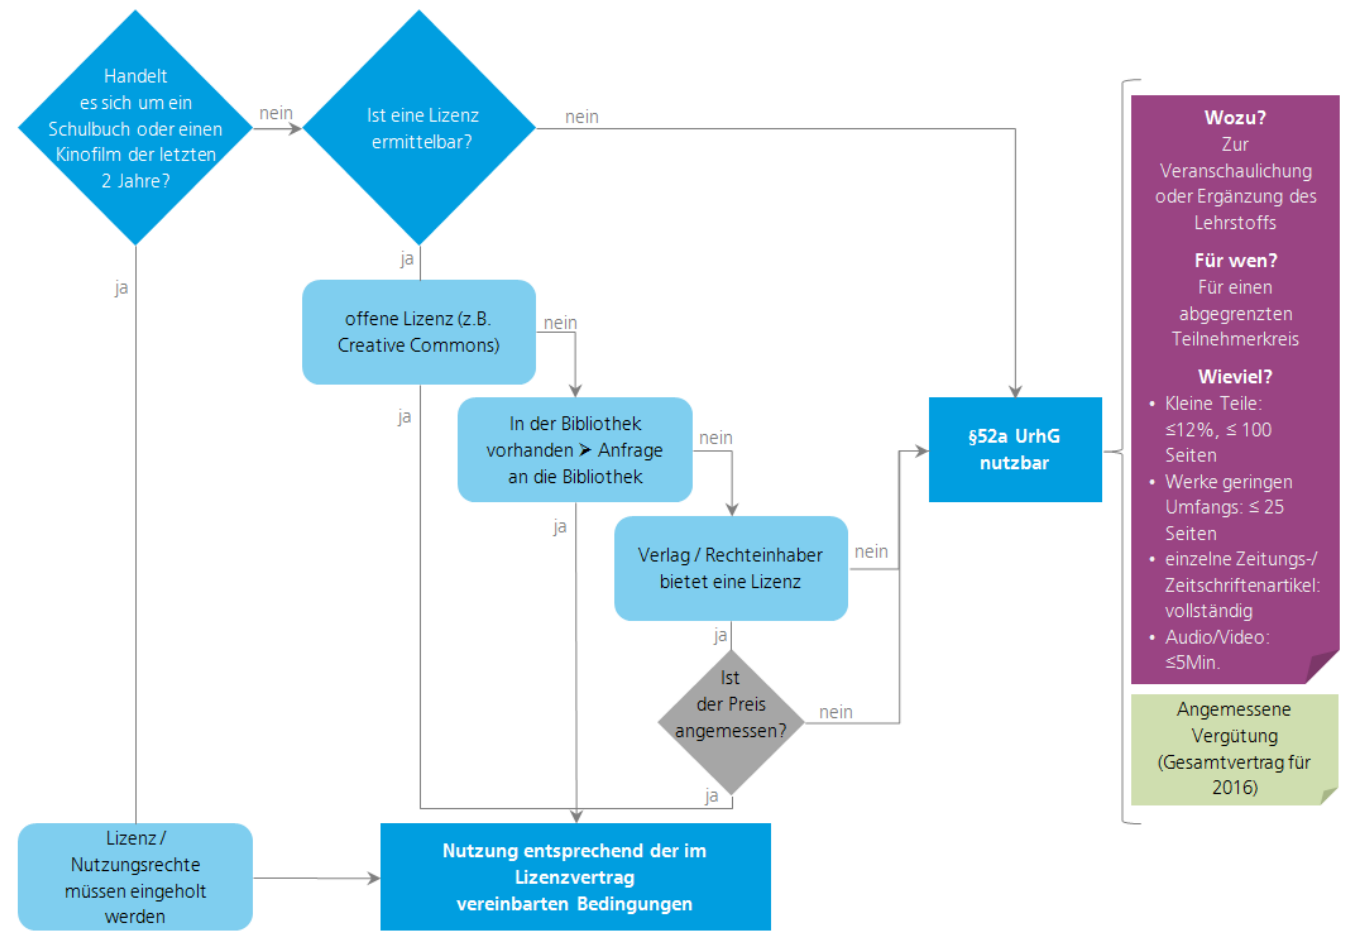 Handelt
es sich um ein
Schulbuch oder einen
Kinofilm der letzten
2 Jahre?
nein
Ist eine Lizenz
ermittelbar?
nein
ja
ja
offene Lizenz (z.B.
Creative Commons)
nein
ja
In der Bibliothek
vorhanden ➤ Anfrage
an die Bibliothek
nein
ja
Verlag / Rechteinhaber
bietet eine Lizenz
nein
ja
Ist
der Preis
angemessen?
nein
ja
§52a UrhG
nutzbar
Lizenz /
Nutzungsrechte
müssen eingeholt
werden
Nutzung entsprechend der im
Lizenzvertrag
vereinbarten Bedingungen
Wozu?
Zur
Veranschaulichung
oder Ergänzung des
Lehrstoffs
Für wen?
Für einen
abgegrenzten
Teilnehmerkreis
Wieviel?
• Kleine Teile:
≤12%, ≤ 100
Seiten
• Werke geringen
Umfangs: ≤ 25
Seiten
• einzelne Zeitungs-/
Zeitschriftenartikel:
vollständig
• Audio/Video:
≤5Min.
Angemessene
Vergütung
(Gesamtvertrag für
2016)